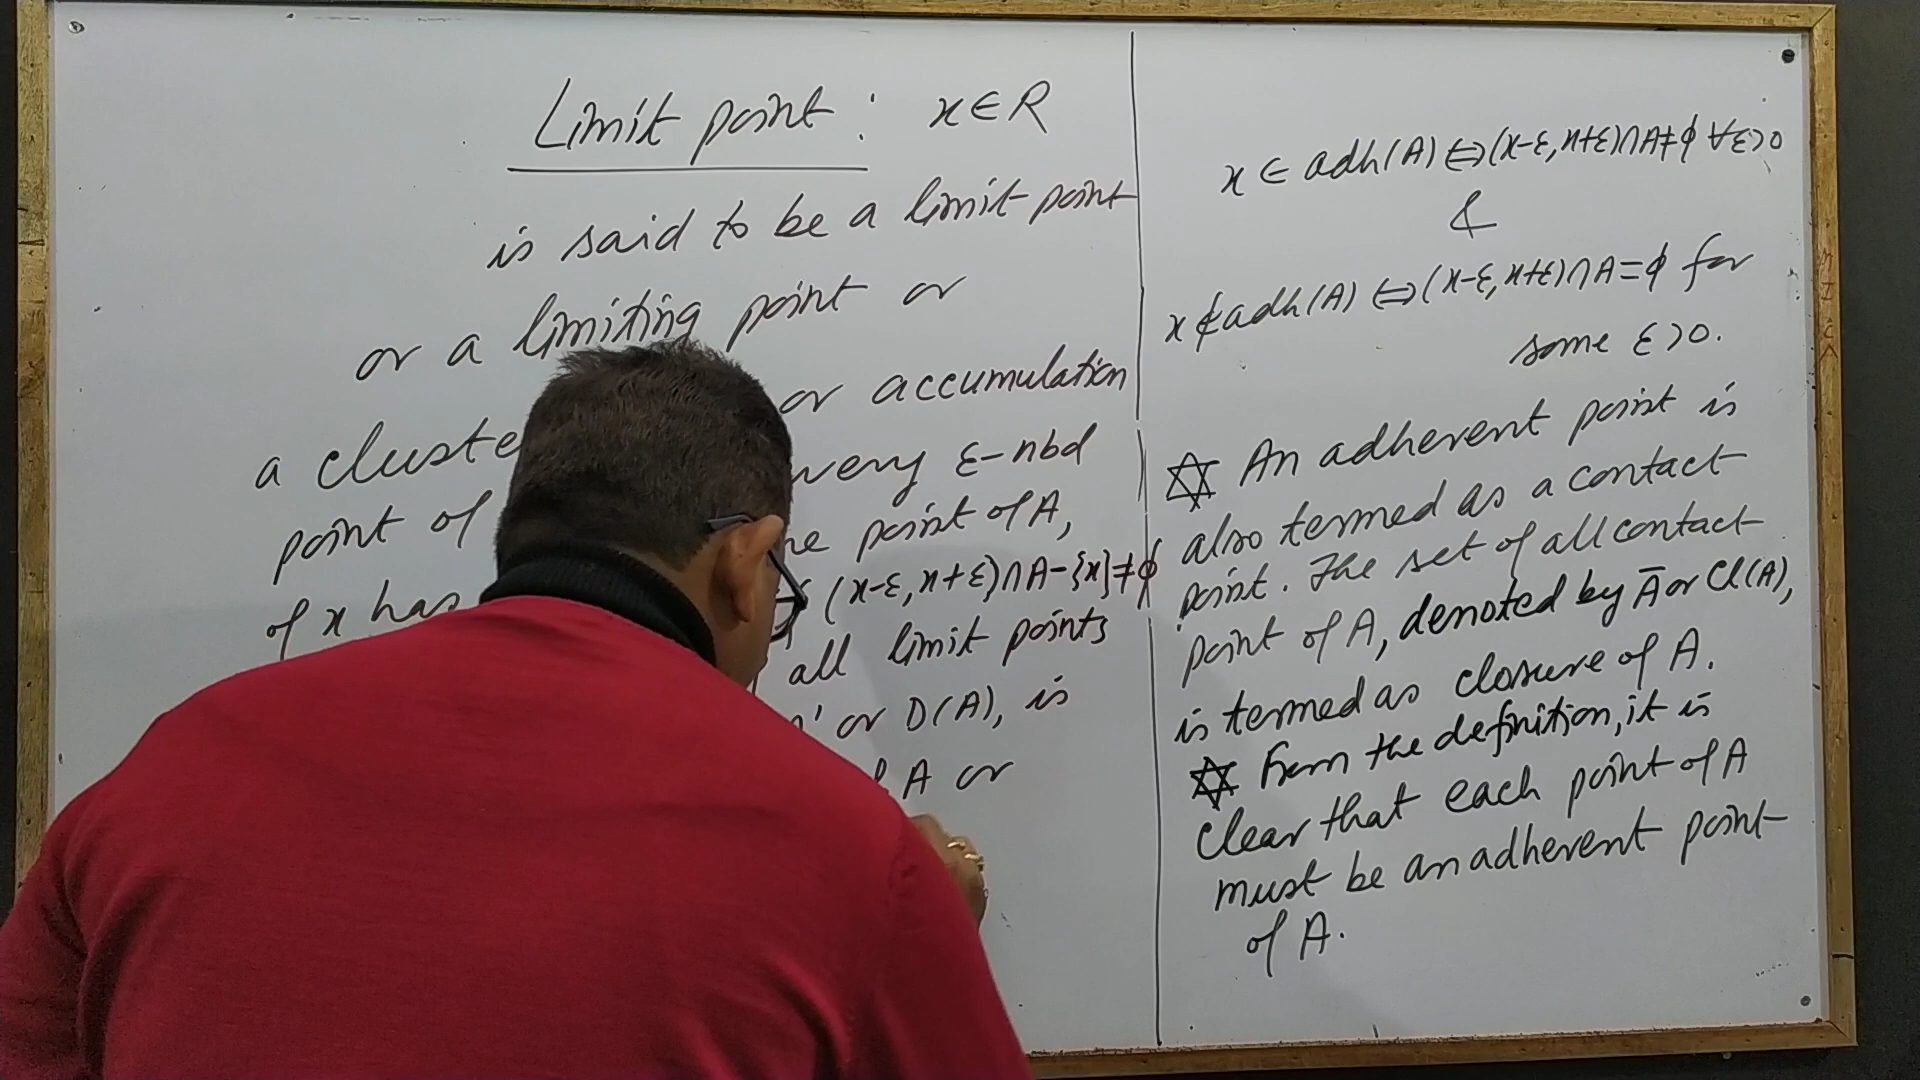 Limit point : x∈R
is said to be a limit point
or a limiting point or
a cluste or accumulation
point of very ε-nbd
of x has ne point of A,
(x-ε, x+ε)∩A-{x}≠ϕ
all limit points
' or D(A), is
A or
x ∈ adh(A) ⇔ (x-ε, x+ε)∩A≠ϕ ∀ε>0
&
x ∉ adh(A) ⇔ (x-ε, x+ε)∩A=ϕ for
some ε>0.
✡ An adherent point is
also termed as a contact
point. The set of all contact
point of A, denoted by Ā or Cl(A),
is termed as closure of A.
✡ From the definition, it is
clear that each point of A
must be an adherent point
of A.